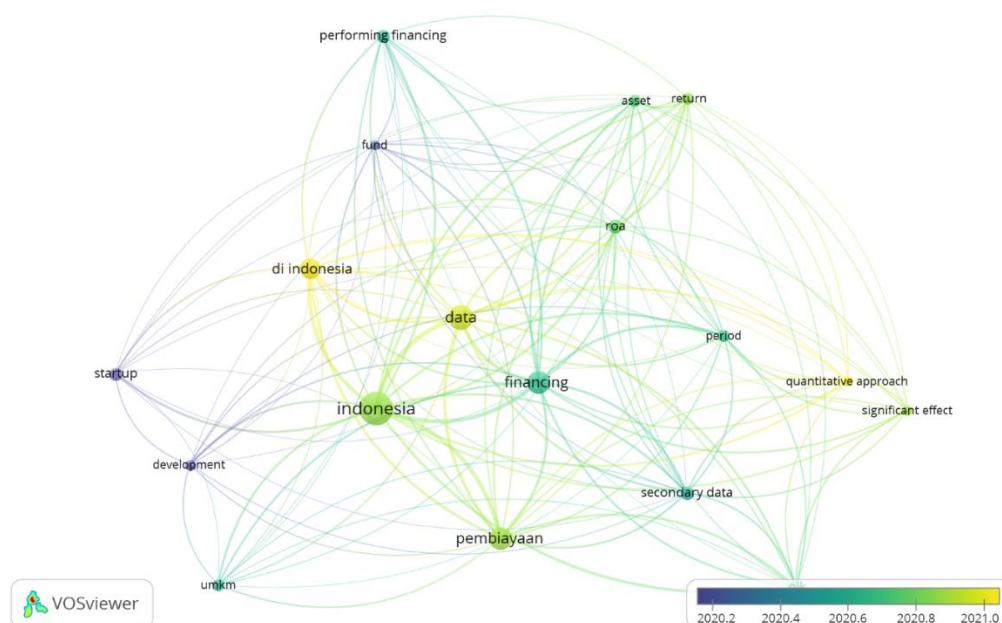 performing financing
asset
return
fund
roa
di indonesia
data
period
startup
financing
quantitative approach
indonesia
significant effect
development
secondary data
pembiayaan
umkm
VOSviewer
2020.2 2020.4 2020.6 2020.8 2021.0